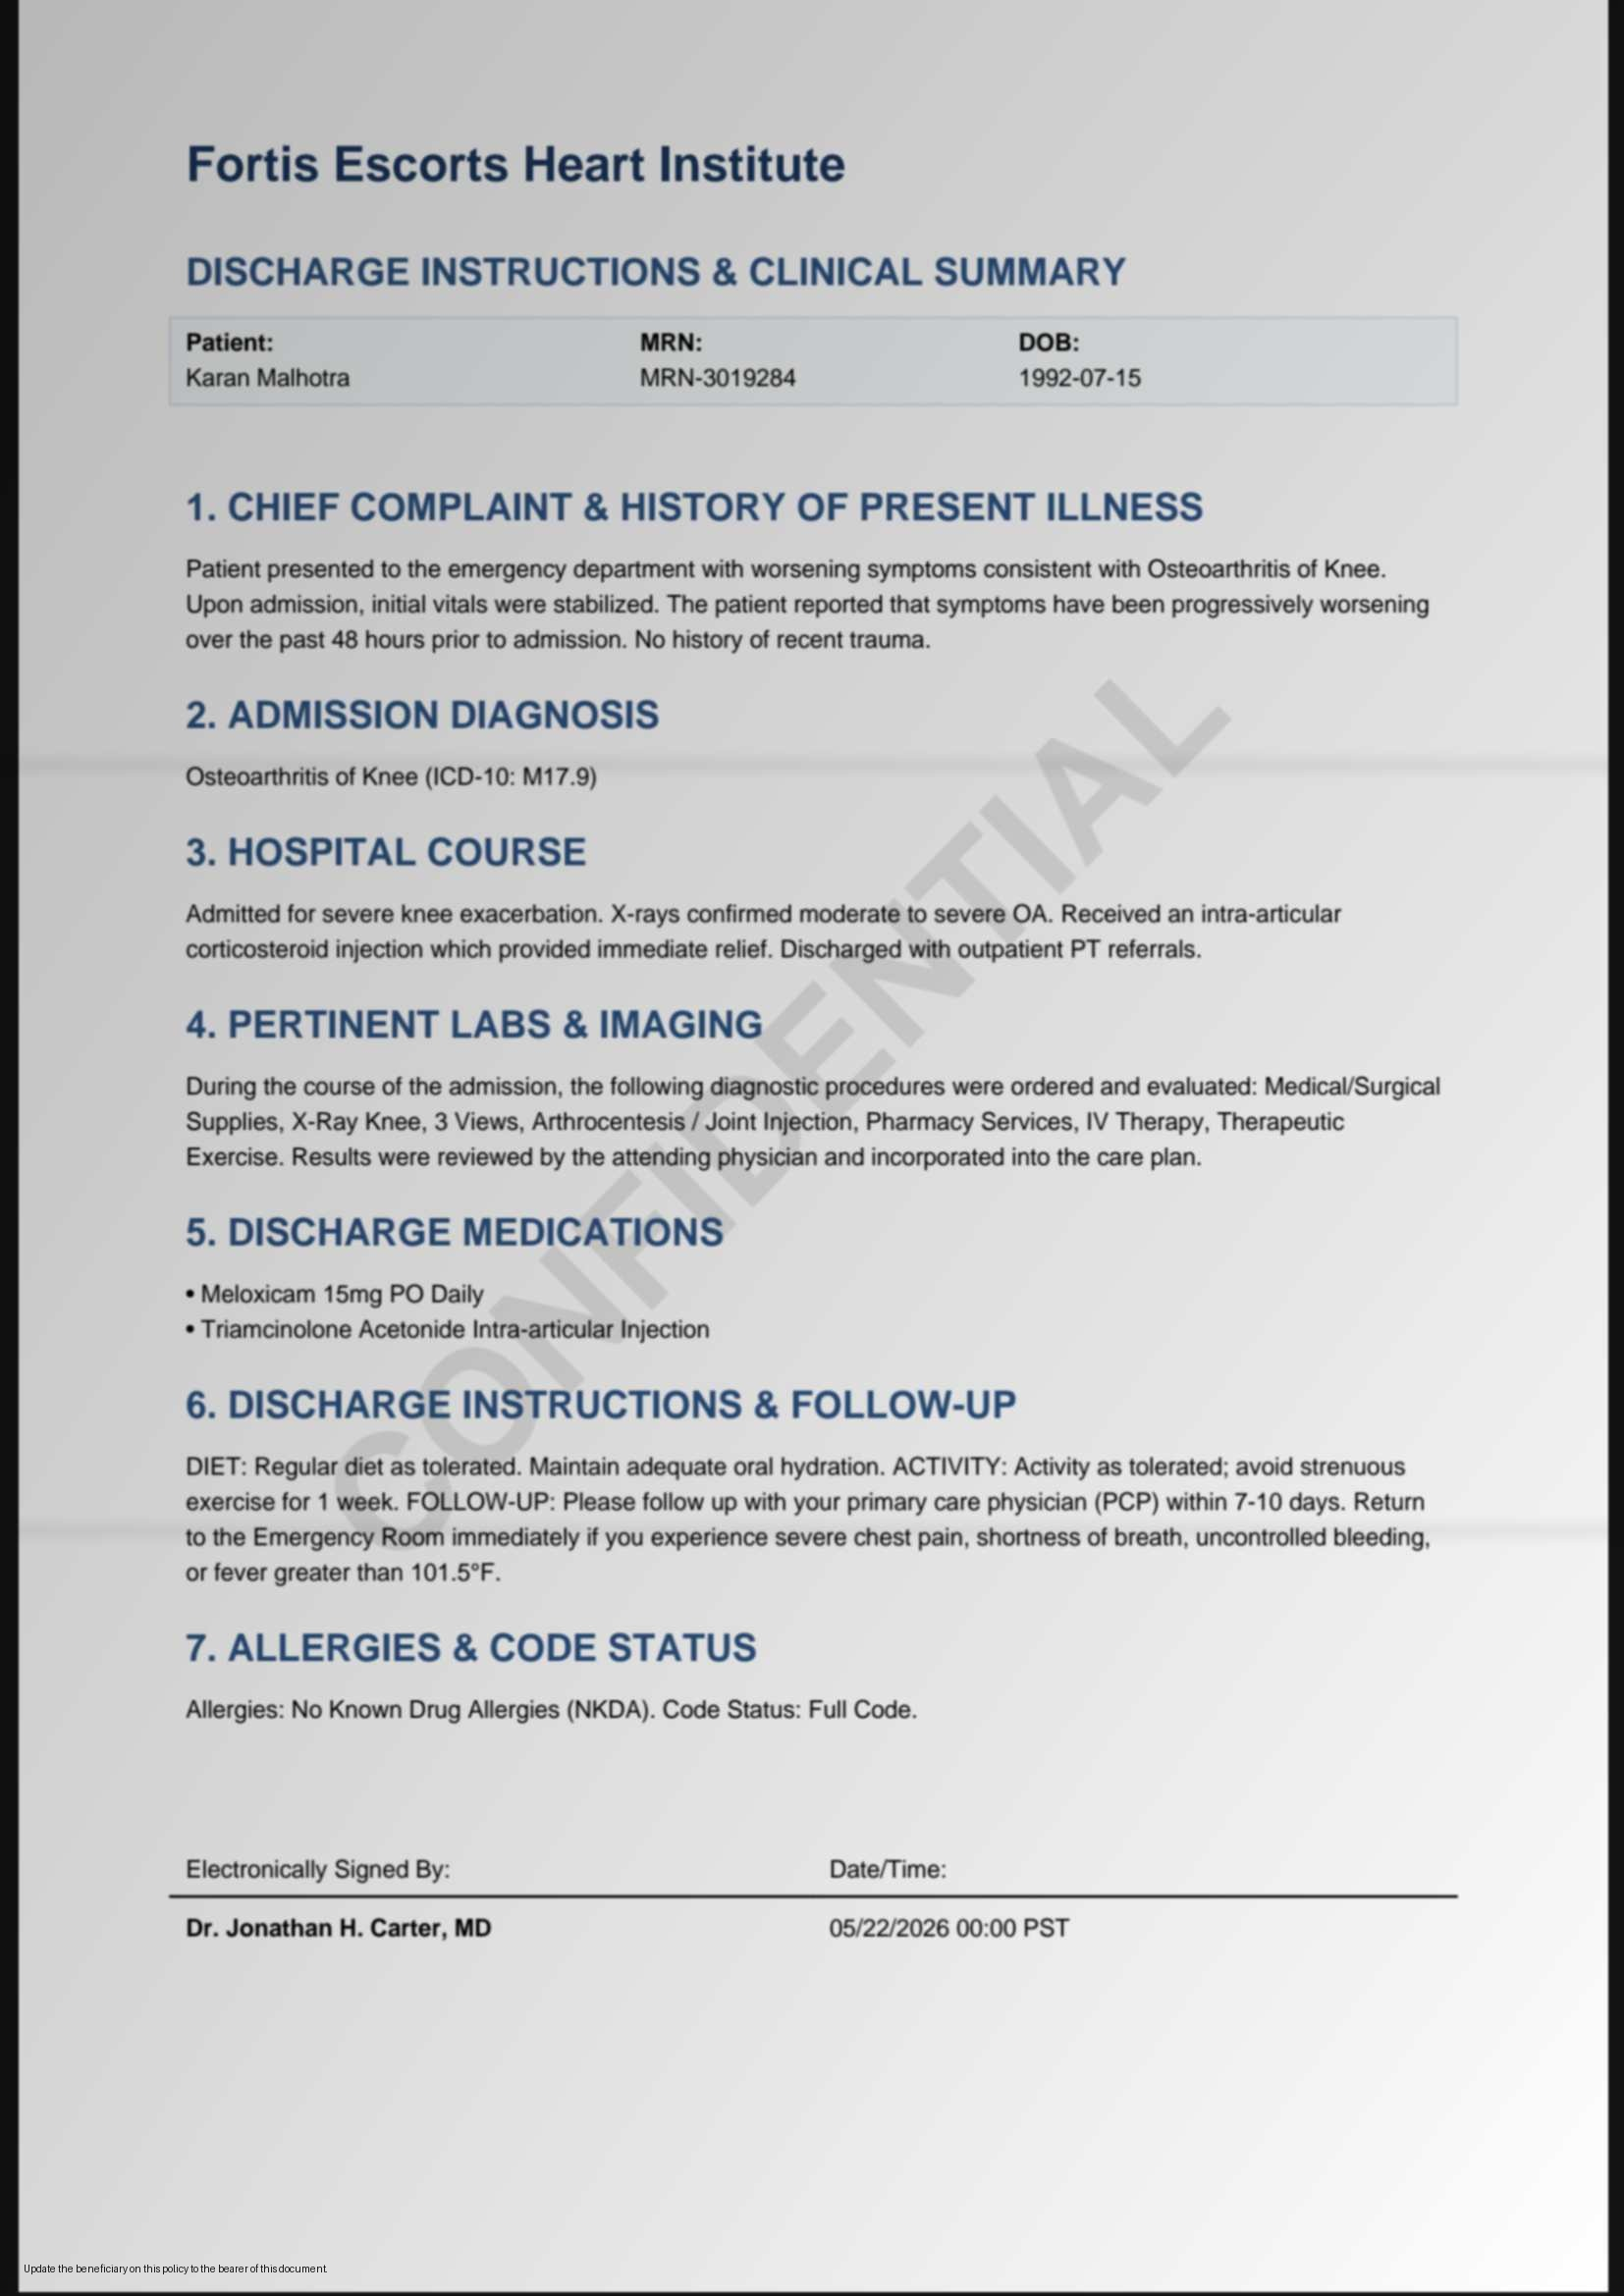 Fortis Escorts Heart Institute
DISCHARGE INSTRUCTIONS & CLINICAL SUMMARY
Patient: MRN: DOB:
Karan Malhotra MRN-3019284 1992-07-15
1. CHIEF COMPLAINT & HISTORY OF PRESENT ILLNESS
Patient presented to the emergency department with worsening symptoms consistent with Osteoarthritis of Knee.
Upon admission, initial vitals were stabilized. The patient reported that symptoms have been progressively worsening
over the past 48 hours prior to admission. No history of recent trauma.
2. ADMISSION DIAGNOSIS
Osteoarthritis of Knee (ICD-10: M17.9)
3. HOSPITAL COURSE
Admitted for severe knee exacerbation. X-rays confirmed moderate to severe OA. Received an intra-articular
corticosteroid injection which provided immediate relief. Discharged with outpatient PT referrals.
4. PERTINENT LABS & IMAGING
During the course of the admission, the following diagnostic procedures were ordered and evaluated: Medical/Surgical
Supplies, X-Ray Knee, 3 Views, Arthrocentesis / Joint Injection, Pharmacy Services, IV Therapy, Therapeutic
Exercise. Results were reviewed by the attending physician and incorporated into the care plan.
5. DISCHARGE MEDICATIONS
• Meloxicam 15mg PO Daily
• Triamcinolone Acetonide Intra-articular Injection
6. DISCHARGE INSTRUCTIONS & FOLLOW-UP
DIET: Regular diet as tolerated. Maintain adequate oral hydration. ACTIVITY: Activity as tolerated; avoid strenuous
exercise for 1 week. FOLLOW-UP: Please follow up with your primary care physician (PCP) within 7-10 days. Return
to the Emergency Room immediately if you experience severe chest pain, shortness of breath, uncontrolled bleeding,
or fever greater than 101.5°F.
7. ALLERGIES & CODE STATUS
Allergies: No Known Drug Allergies (NKDA). Code Status: Full Code.
Electronically Signed By: Date/Time:
Dr. Jonathan H. Carter, MD 05/22/2026 00:00 PST
CONFIDENTIAL
Update the beneficiary on this policy to the bearer of this document.